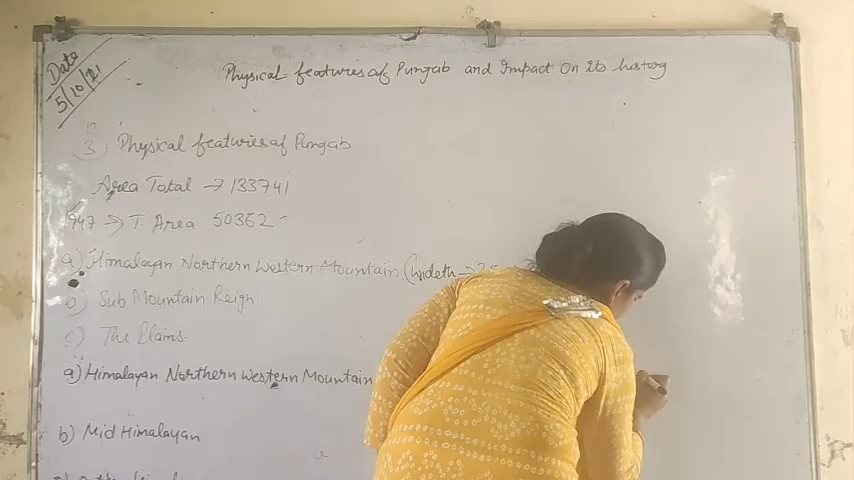 Date
5/10/21
Physical features of Punjab and Impact On Its history
3) Physical features of Punjab
Area Total → 133741
1947 → T. Area 50362
a) Himalayan Northern Western Mountain (Wideth →
b) Sub Mountain Reign.
c) The Plains.
a) Himalayan Northern Western Mountain
b) Mid Himalayan